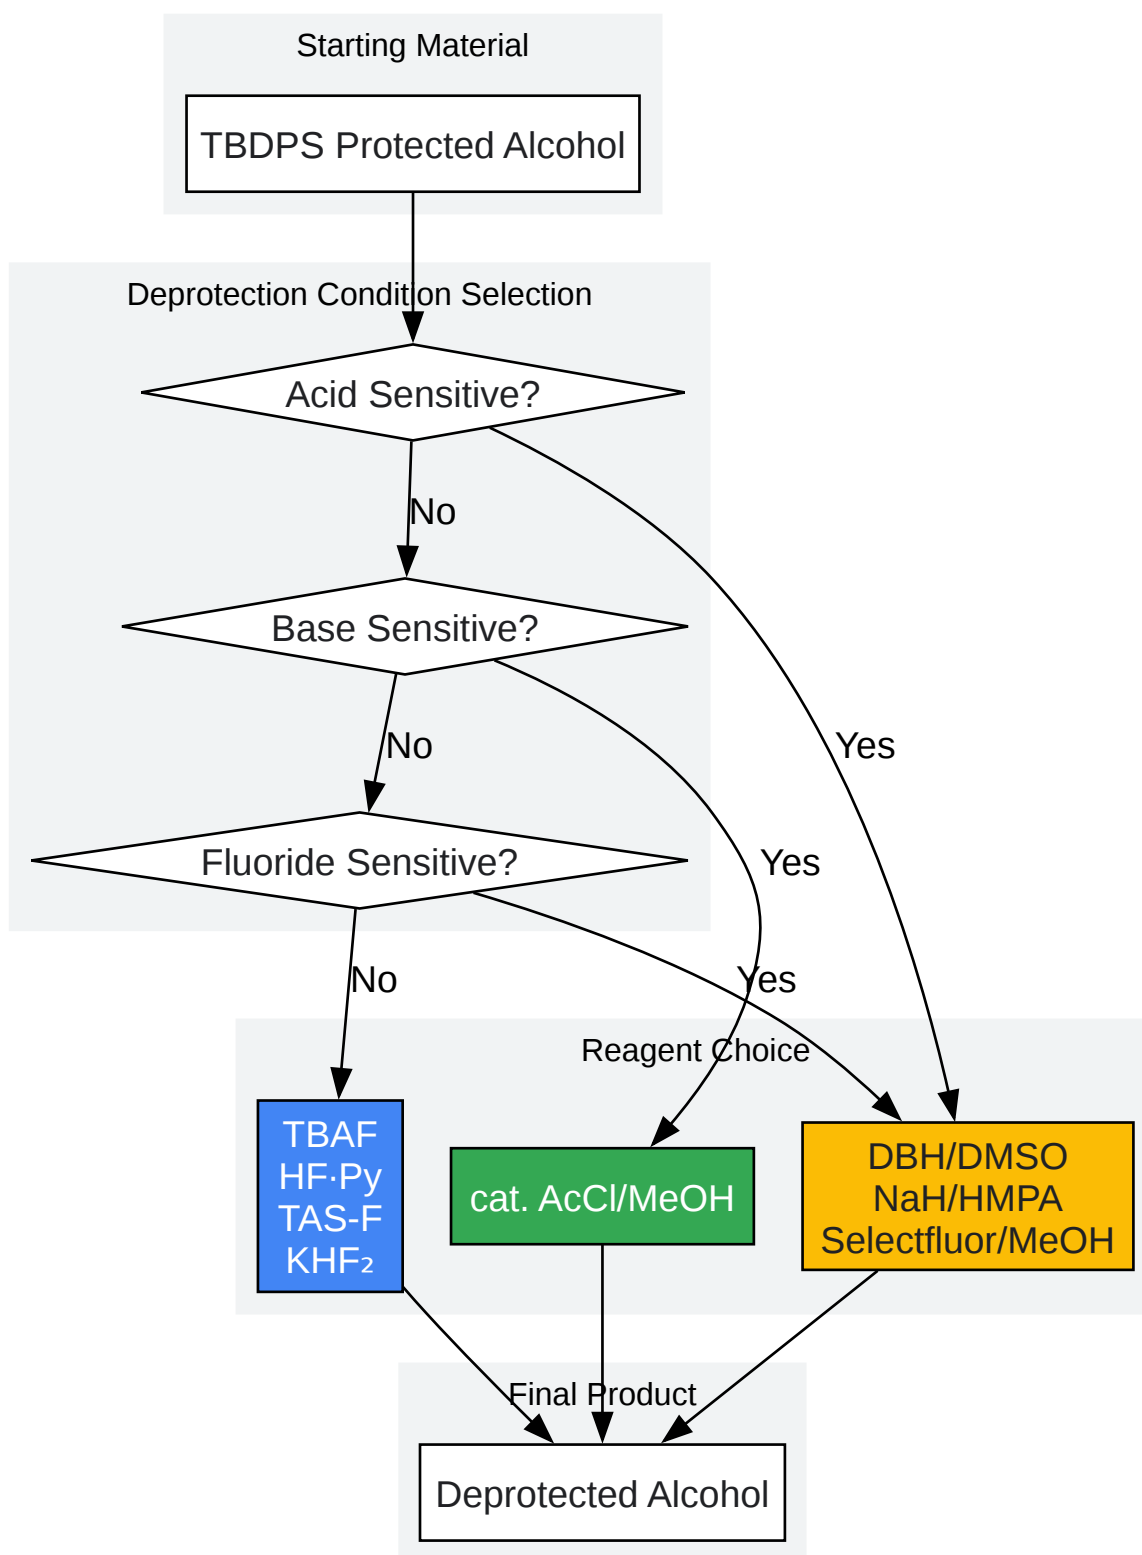 Starting Material
TBDPS Protected Alcohol
Deprotection Condition Selection
Acid Sensitive?
No
Base Sensitive?
No
Yes
Fluoride Sensitive?
Yes
No
Yes
Reagent Choice
TBAF
HF·Py
TAS-F
KHF₂
cat. AcCl/MeOH
DBH/DMSO
NaH/HMPA
Selectfluor/MeOH
Final Product
Deprotected Alcohol